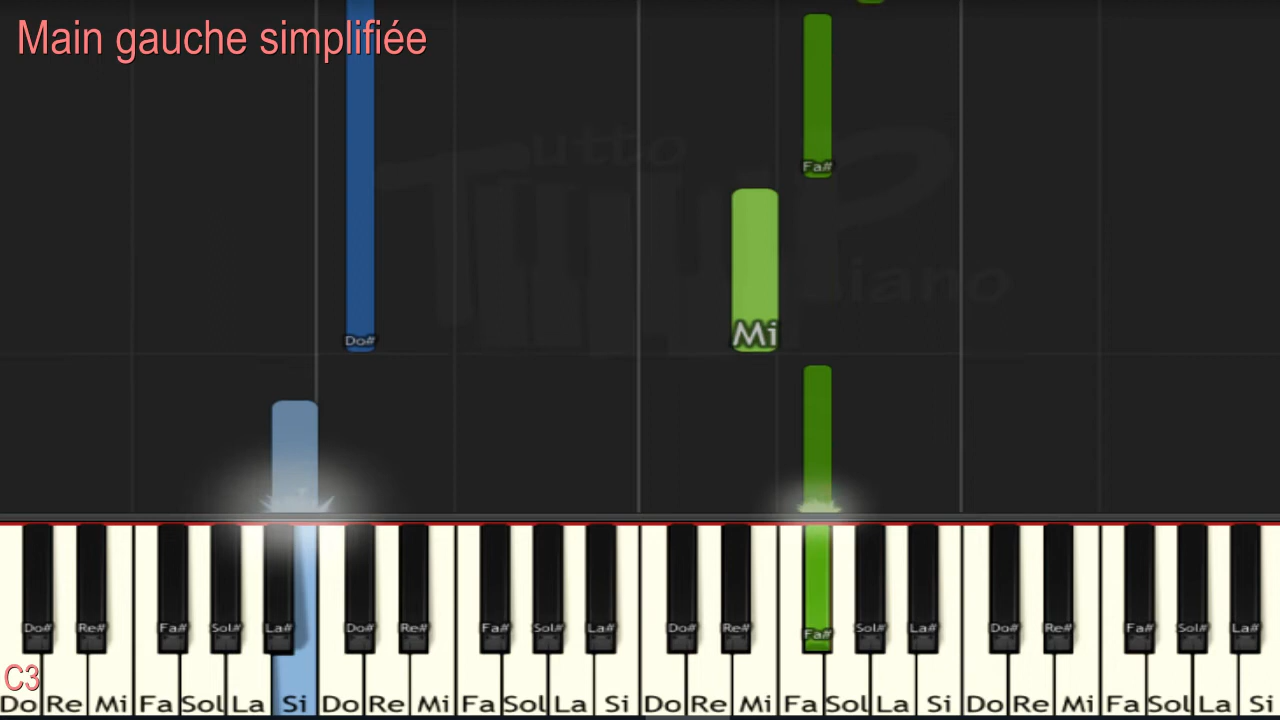 Main gauche simplifiée
Tutto
Piano
Fa#
Do#
Mi
Do# Re# Fa# Sol# La# Do# Re# Fa# Sol# La# Do# Re# Fa# Sol# La# Do# Re# Fa# Sol# La#
C3
Do Re Mi Fa Sol La Si Do Re Mi Fa Sol La Si Do Re Mi Fa Sol La Si Do Re Mi Fa Sol La Si